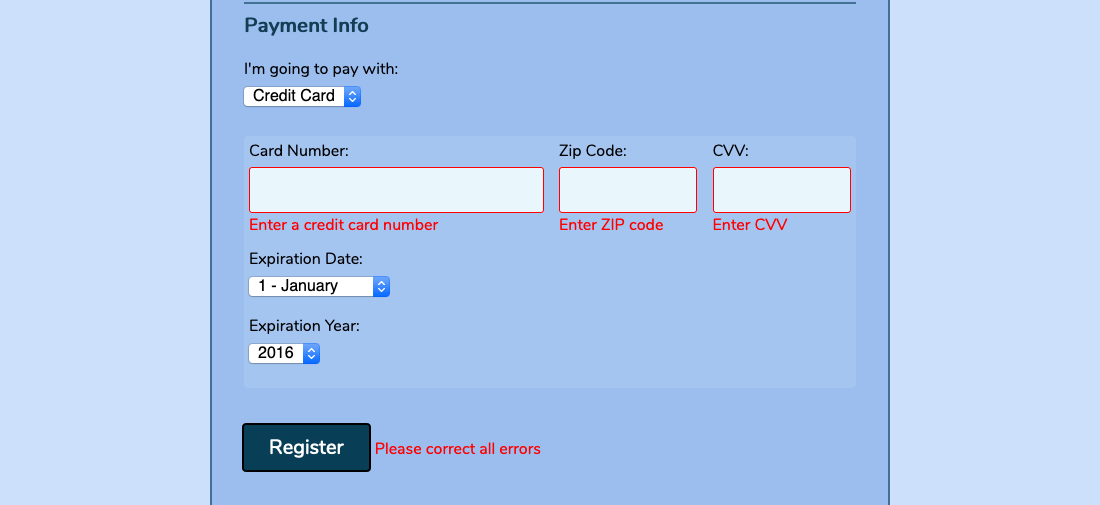 Payment Info
I'm going to pay with:
Credit Card
Card Number: Zip Code: CVV:
Enter a credit card number Enter ZIP code Enter CVV
Expiration Date:
1 - January
Expiration Year:
2016
Register Please correct all errors